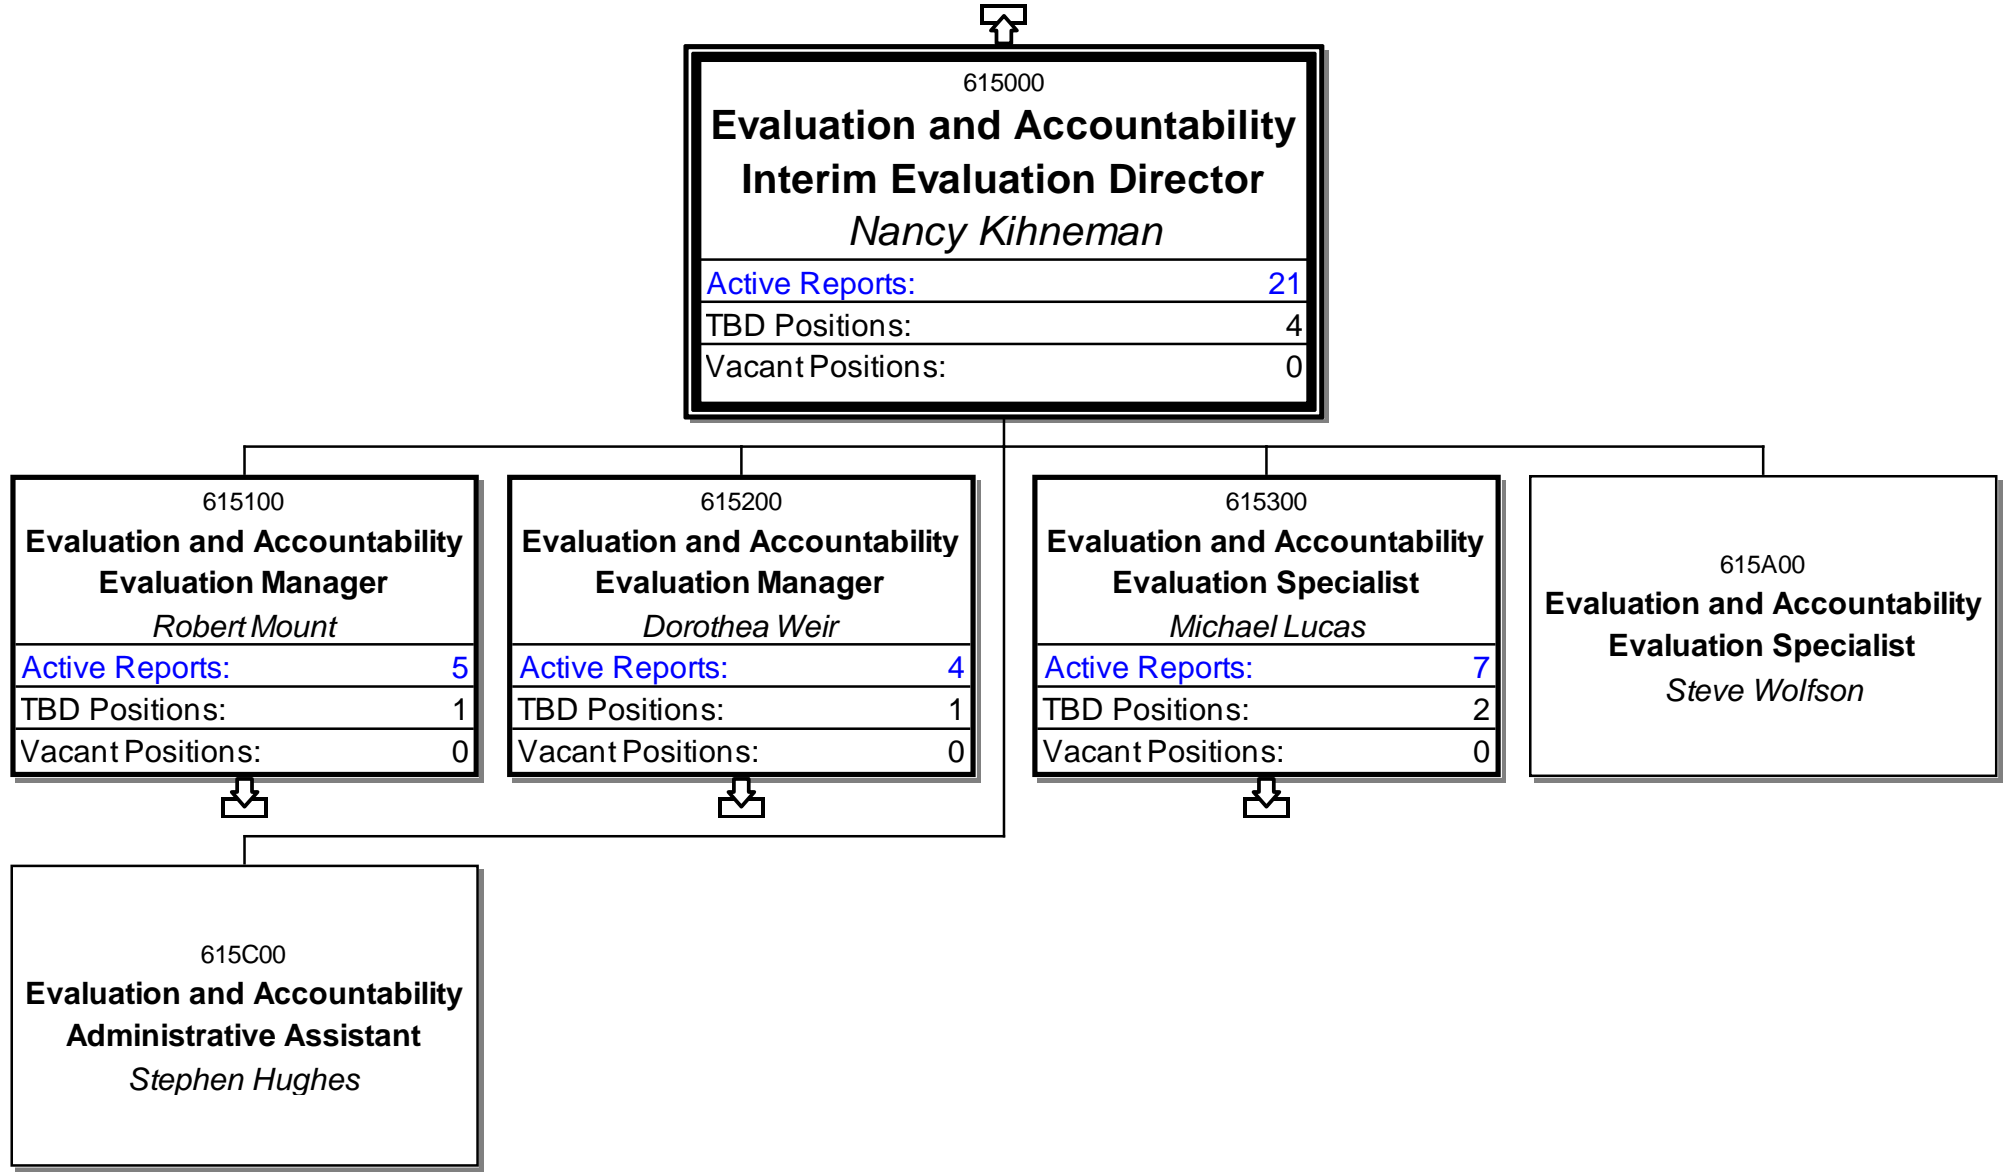 615000
Evaluation and Accountability
Interim Evaluation Director
Nancy Kihneman
Active Reports: 21
TBD Positions: 4
Vacant Positions: 0
615100
Evaluation and Accountability
Evaluation Manager
Robert Mount
Active Reports: 5
TBD Positions: 1
Vacant Positions: 0
615200
Evaluation and Accountability
Evaluation Manager
Dorothea Weir
Active Reports: 4
TBD Positions: 1
Vacant Positions: 0
615300
Evaluation and Accountability
Evaluation Specialist
Michael Lucas
Active Reports: 7
TBD Positions: 2
Vacant Positions: 0
615A00
Evaluation and Accountability
Evaluation Specialist
Steve Wolfson
615C00
Evaluation and Accountability
Administrative Assistant
Stephen Hughes